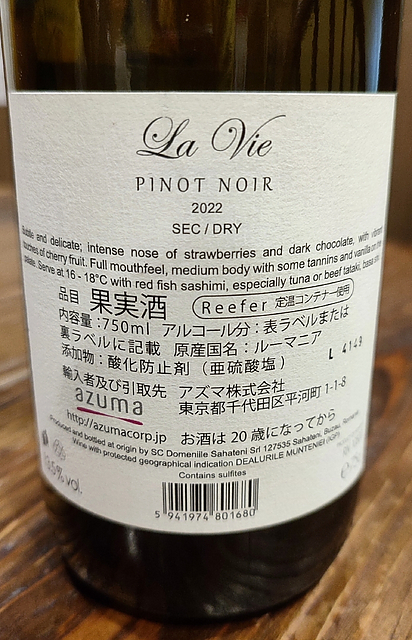 La Vie
PINOT NOIR
2022
SEC / DRY
Subtle and delicate; intense nose of strawberries and dark chocolate, with vibrant
touches of cherry fruit. Full mouthfeel, medium body with some tannins and vanilla on the
palate. Serve at 16 - 18°C with red fish sashimi, especially tuna or beef tataki, basa
品目 果実酒 Reefer 定温コンテナー使用
内容量:750ml アルコール分:表ラベルまたは
裏ラベルに記載 原産国名:ルーマニア
添加物:酸化防止剤(亜硫酸塩) L 4149
輸入者及び引取先 アズマ株式会社
azuma 東京都千代田区平河町 1-1-8
http://azumacorp.jp お酒は20歳になってから
Produced and bottled at origin by SC Domeniile Sahateni Srl 127535 Sahateni, Buzau,
Wine with protected geographical indication DEALURILE MUNTENIEI (IGP)
Contains sulfites
13.5% vol.
5 941974 801680